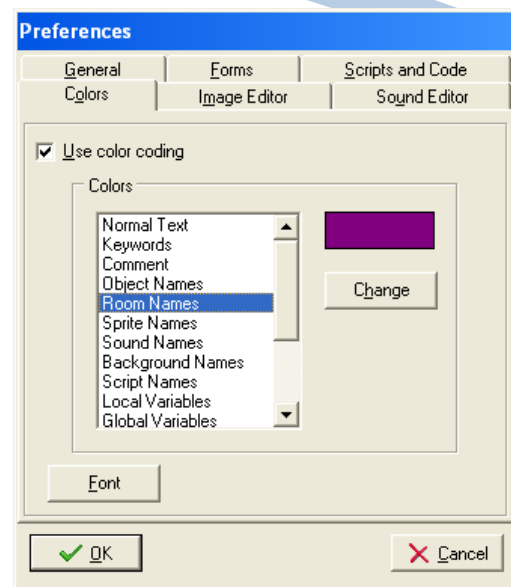 Preferences
General Forms Scripts and Code
Colors Image Editor Sound Editor
Use color coding
Colors
Normal Text
Keywords
Comment
Object Names
Room Names
Change
Sprite Names
Sound Names
Background Names
Script Names
Local Variables
Global Variables
Font
OK Cancel